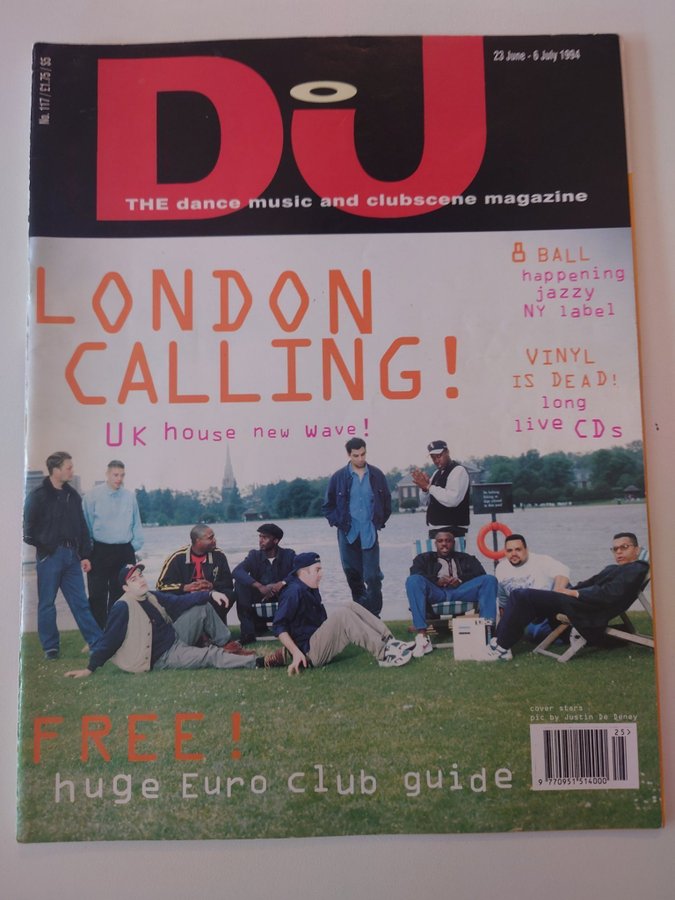 No. 117 / £1.75 / $5
DJ
23 June - 6 July 1994
THE dance music and clubscene magazine
LONDON
CALLING!
UK house new wave!
8 BALL
happening
jazzy
NY label
VINYL
IS DEAD!
long
live CDs
FREE!
huge Euro club guide
cover stars
pic by Justin De Deney
25>
9 770951 514000